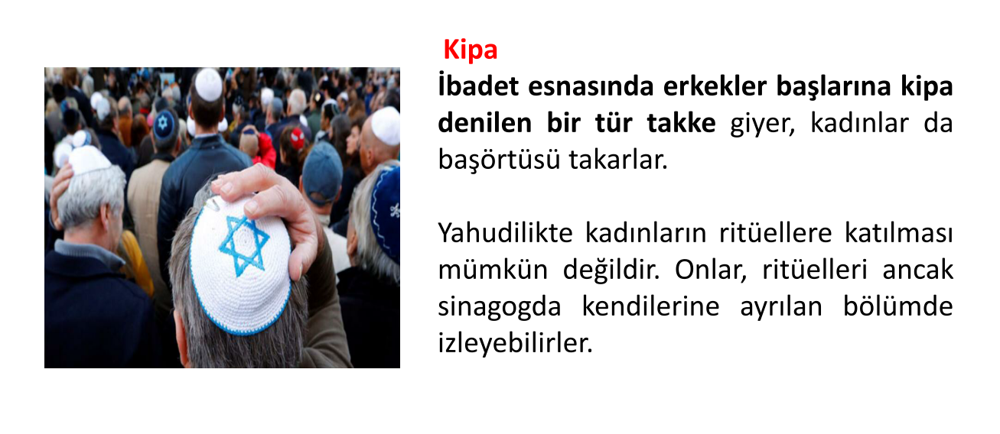 Kipa
İbadet esnasında erkekler başlarına kipa
denilen bir tür takke giyer, kadınlar da
başörtüsü takarlar.
Yahudilikte kadınların ritüellere katılması
mümkün değildir. Onlar, ritüelleri ancak
sinagogda kendilerine ayrılan bölümde
izleyebilirler.